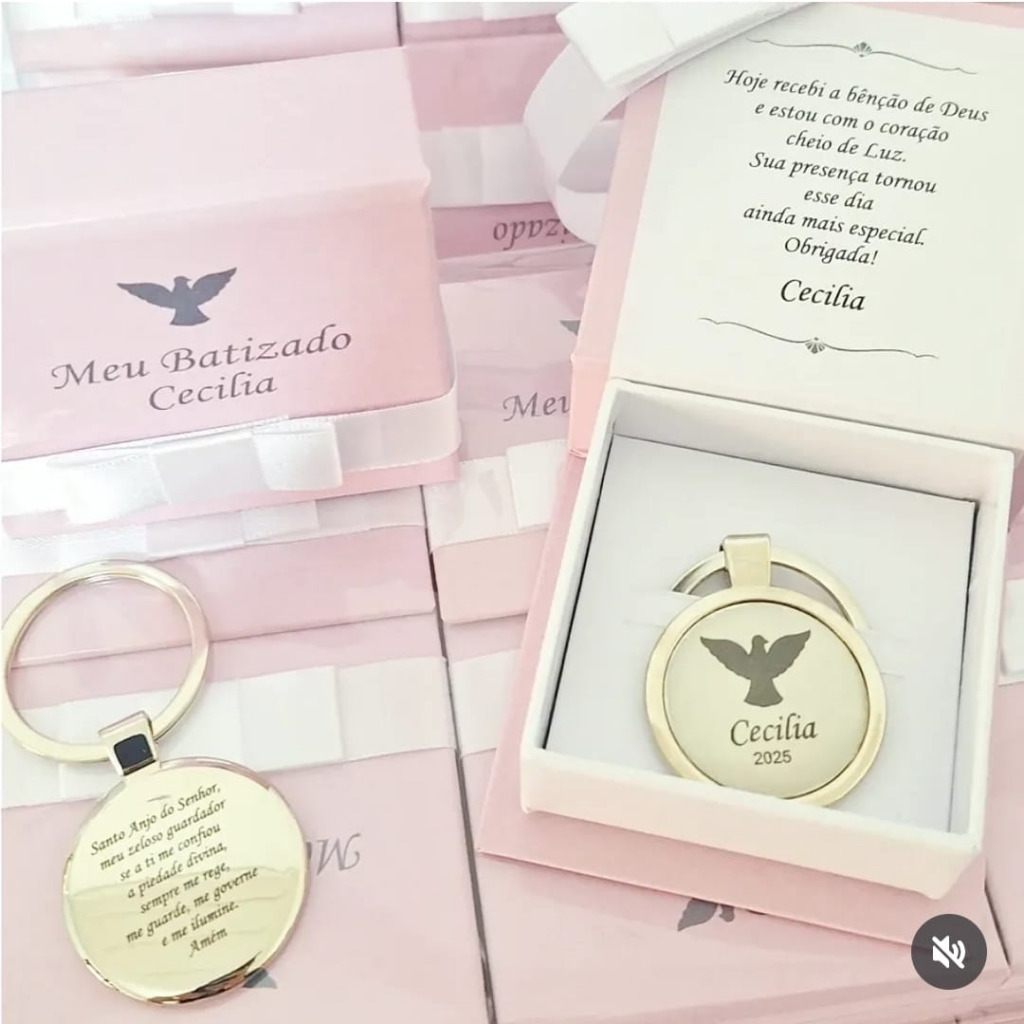 Hoje recebi a bênção de Deus
e estou com o coração
cheio de Luz.
Sua presença tornou
esse dia
ainda mais especial.
Obrigada!
Cecilia
Meu Batizado
Cecilia
Meu
Cecilia
2025
Santo Anjo do Senhor,
meu zeloso guardador
se a ti me confiou
a piedade divina,
sempre me rege,
me guarde, me governe
e me ilumine.
Amém